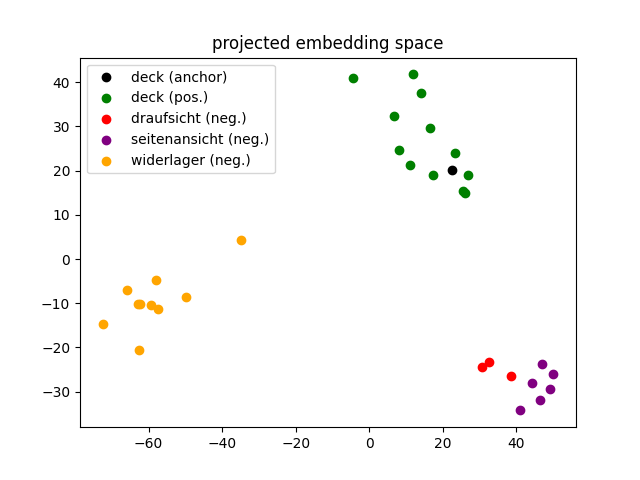 projected embedding space
deck (anchor)
deck (pos.)
draufsicht (neg.)
seitenansicht (neg.)
widerlager (neg.)
40
30
20
10
0
−10
−20
−30
−60 −40 −20 0 20 40